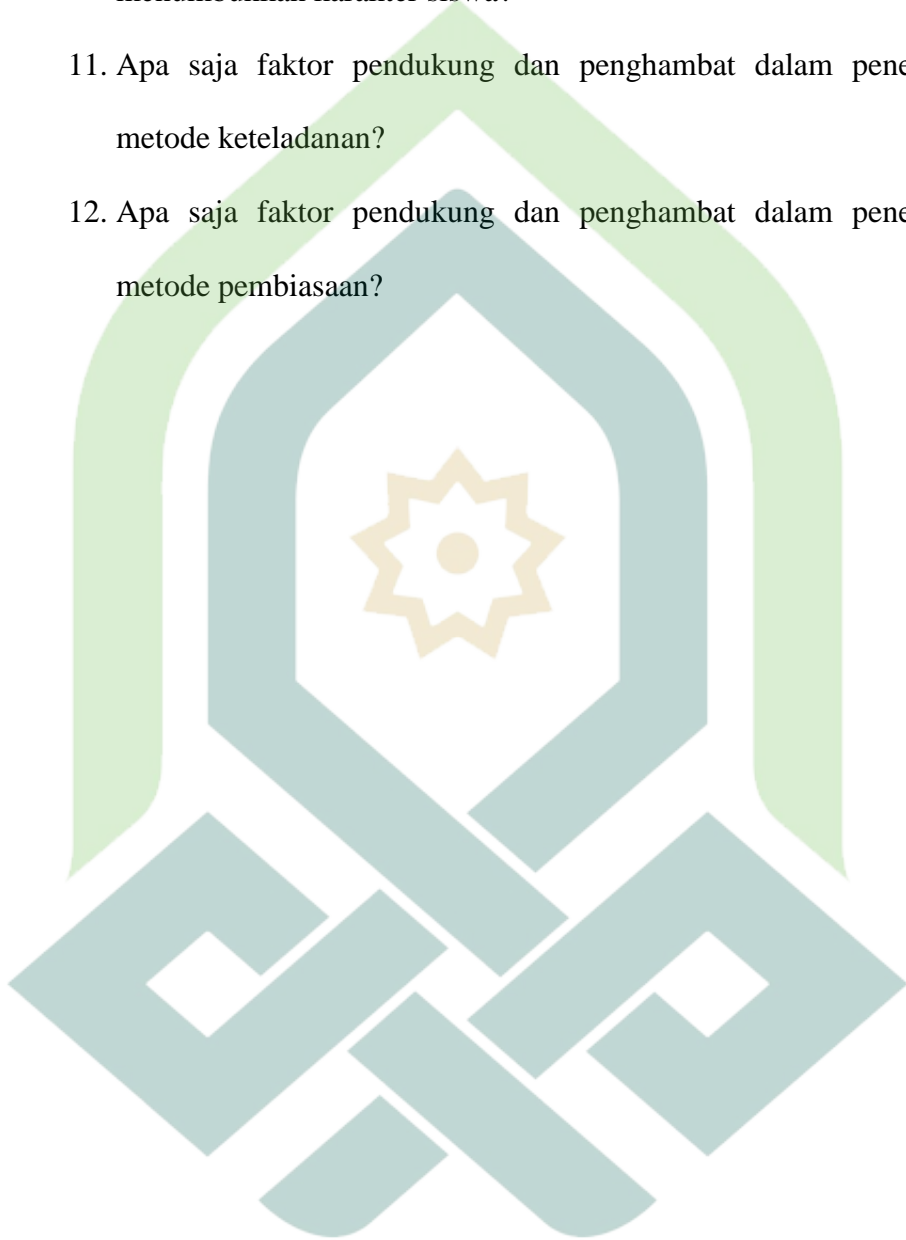 11. Apa saja faktor pendukung dan penghambat dalam pene
metode keteladanan?
12. Apa saja faktor pendukung dan penghambat dalam pene
metode pembiasaan?